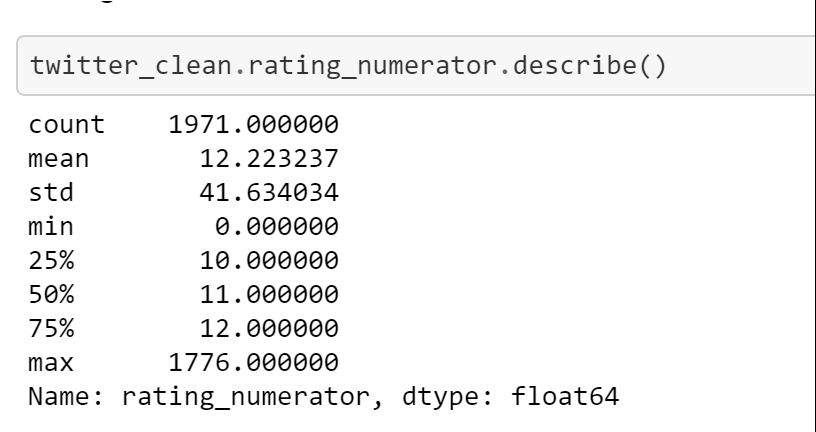 twitter_clean.rating_numerator.describe()
count 1971.000000
mean 12.223237
std 41.634034
min 0.000000
25% 10.000000
50% 11.000000
75% 12.000000
max 1776.000000
Name: rating_numerator, dtype: float64